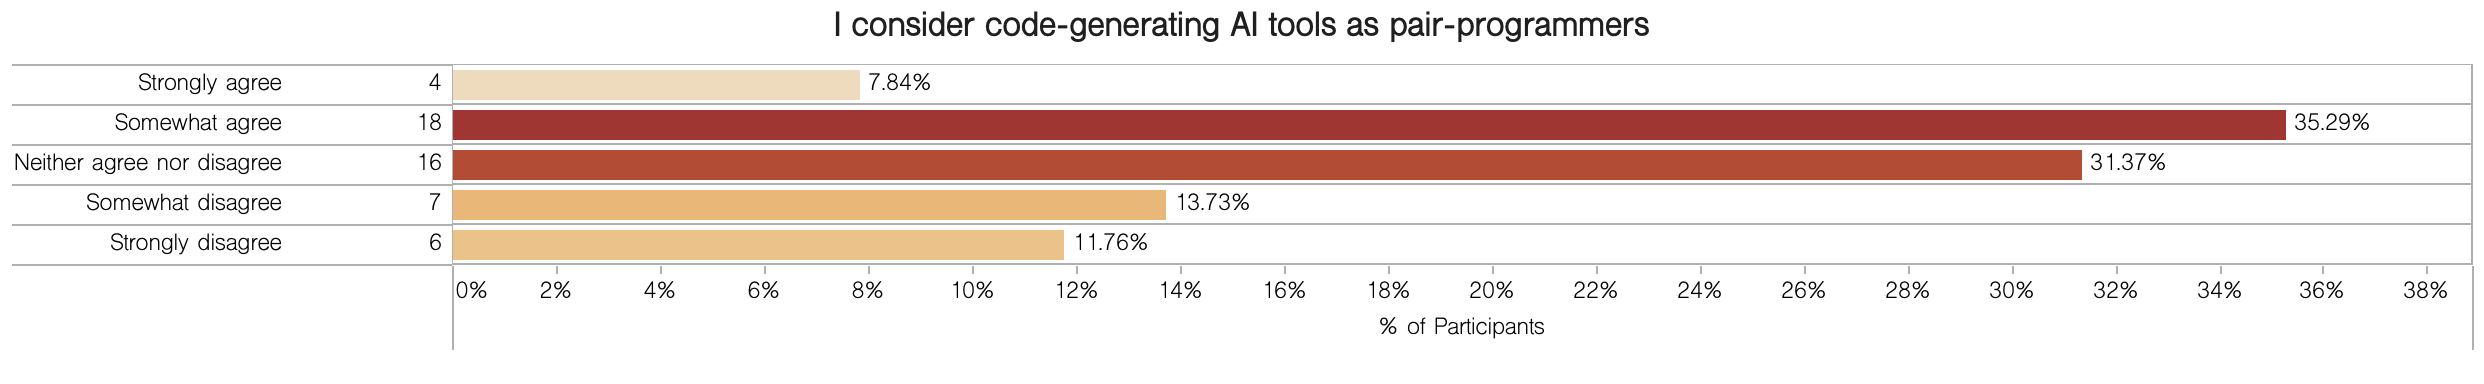 I consider code-generating AI tools as pair-programmers
Strongly agree 4 7.84%
Somewhat agree 18 35.29%
Neither agree nor disagree 16 31.37%
Somewhat disagree 7 13.73%
Strongly disagree 6 11.76%
0% 2% 4% 6% 8% 10% 12% 14% 16% 18% 20% 22% 24% 26% 28% 30% 32% 34% 36% 38%
% of Participants